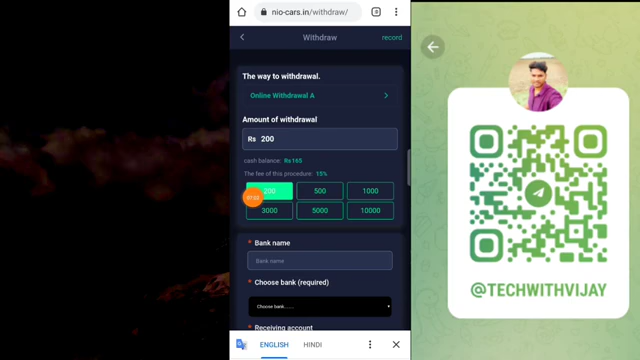 nio-cars.in/withdraw/
Withdraw
record
The way to withdrawal.
Online Withdrawal A
Amount of withdrawal
Rs 200
cash balance: Rs165
The fee of this procedure: 15%
200 500 1000
3000 5000 10000
* Bank name
Bank name
* Choose bank (required)
Choose bank......
* Receiving account
ENGLISH HINDI
@TECHWITHVIJAY